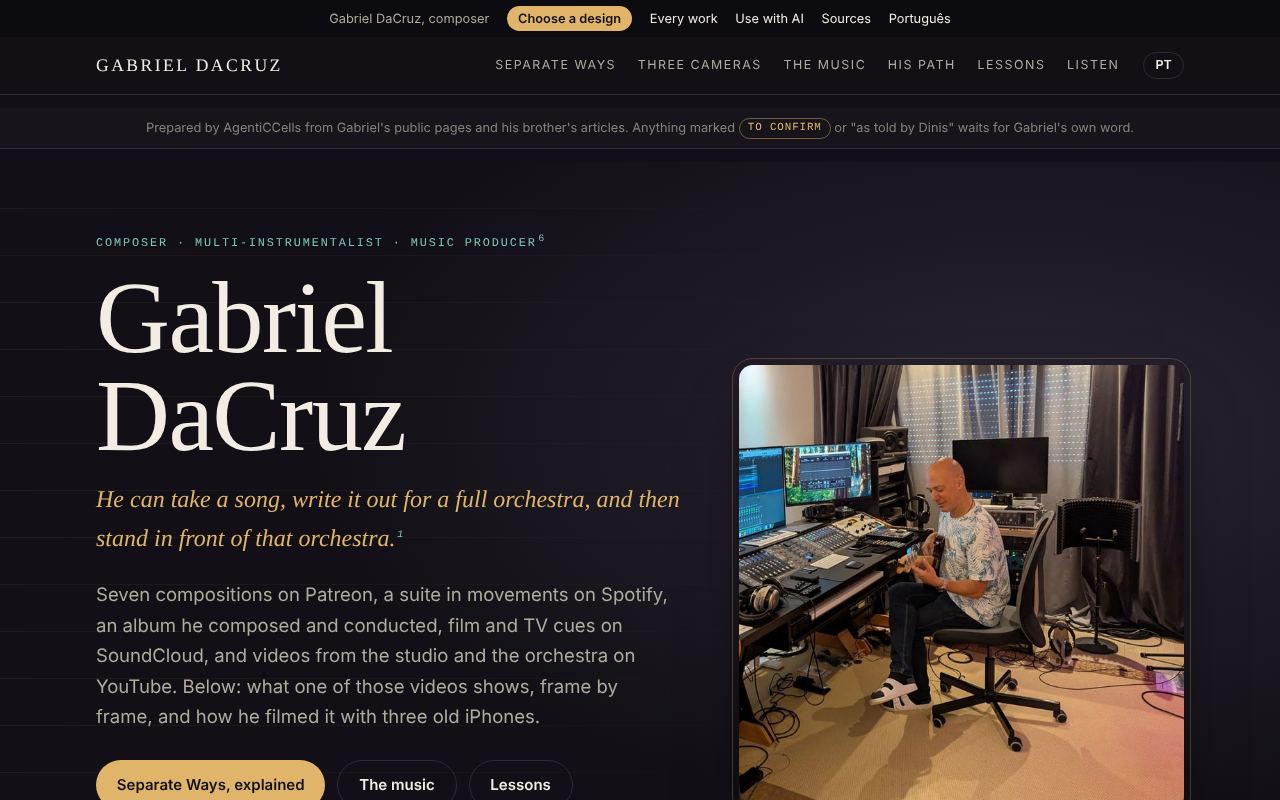 Gabriel DaCruz, composer Choose a design Every work Use with AI Sources Português
GABRIEL DACRUZ SEPARATE WAYS THREE CAMERAS THE MUSIC HIS PATH LESSONS LISTEN PT
Prepared by AgentiCCells from Gabriel's public pages and his brother's articles. Anything marked TO CONFIRM or "as told by Dinis" waits for Gabriel's own word.
COMPOSER · MULTI-INSTRUMENTALIST · MUSIC PRODUCER6
Gabriel
DaCruz
He can take a song, write it out for a full orchestra, and then
stand in front of that orchestra.1
Seven compositions on Patreon, a suite in movements on Spotify,
an album he composed and conducted, film and TV cues on
SoundCloud, and videos from the studio and the orchestra on
YouTube. Below: what one of those videos shows, frame by
frame, and how he filmed it with three old iPhones.
Separate Ways, explained The music Lessons